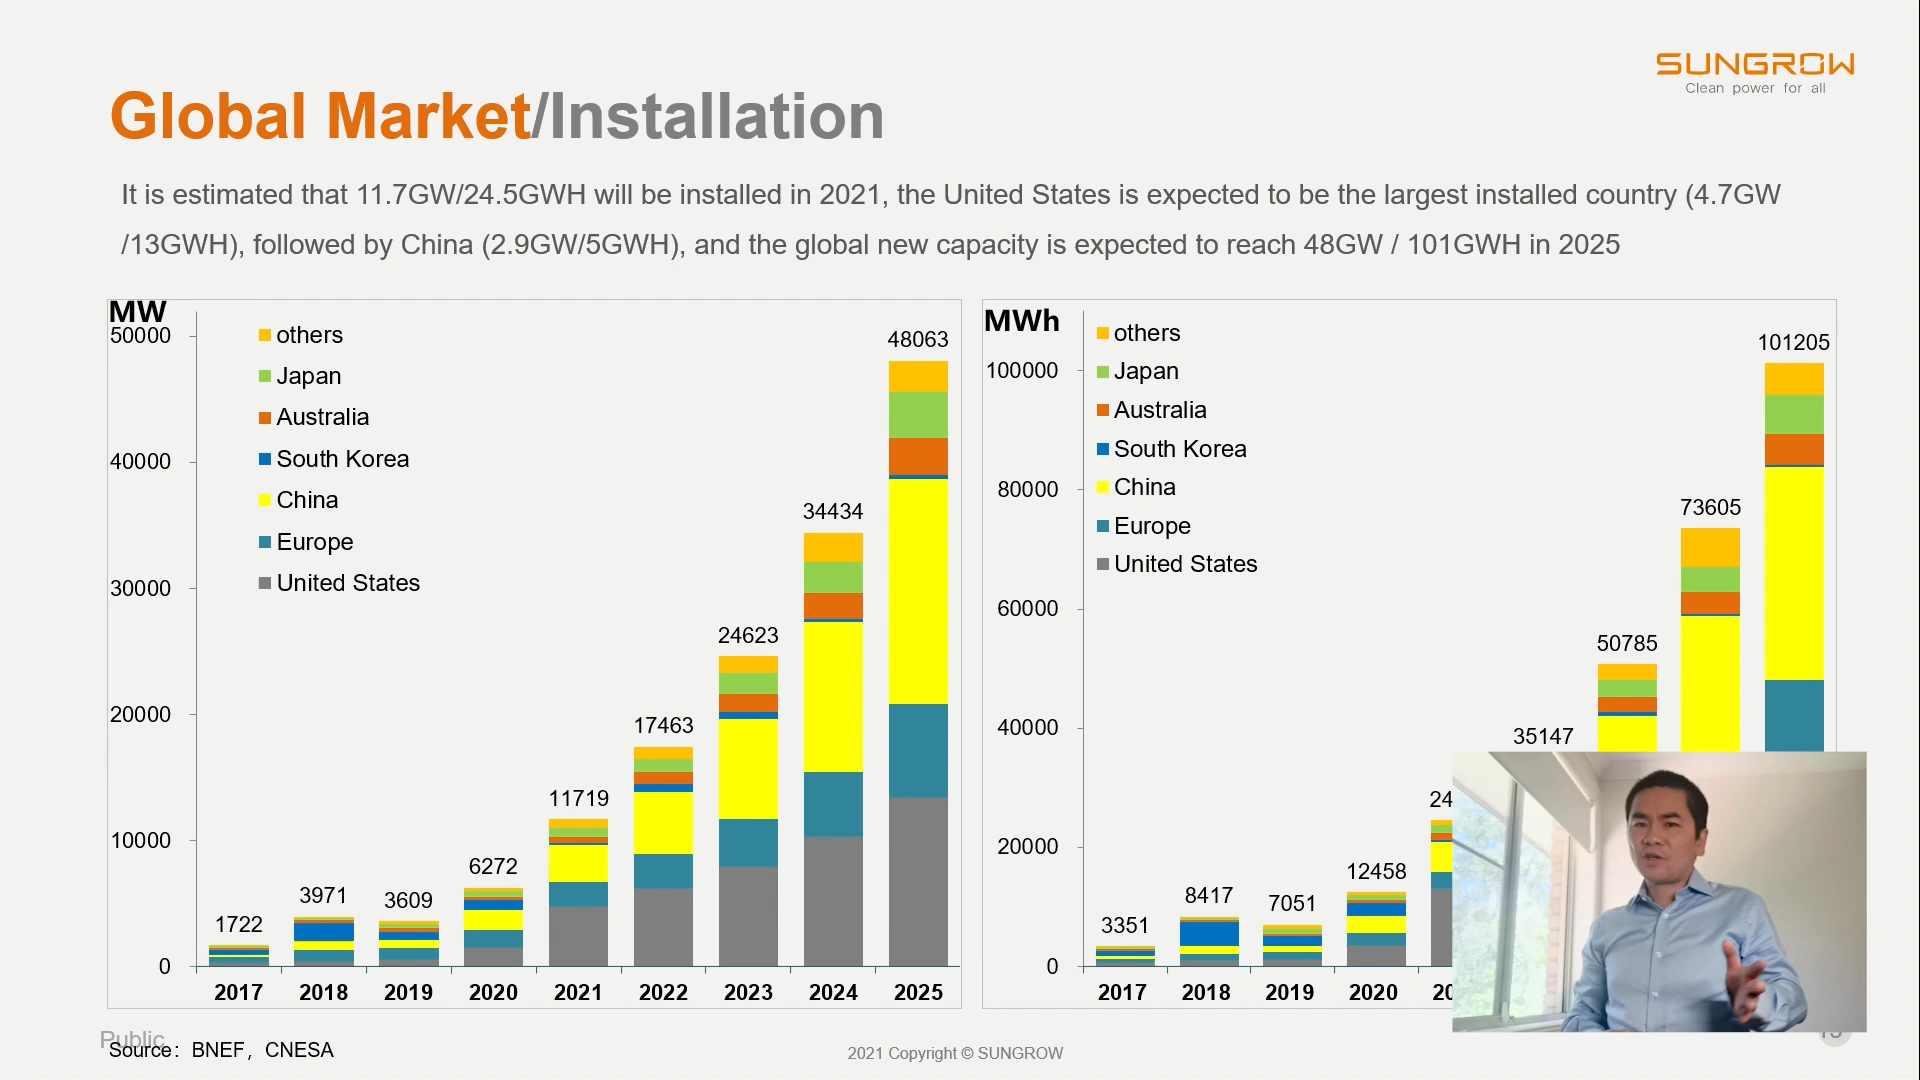 SUNGROW
Clean power for all
Global Market/Installation
It is estimated that 11.7GW/24.5GWH will be installed in 2021, the United States is expected to be the largest installed country (4.7GW
/13GWH), followed by China (2.9GW/5GWH), and the global new capacity is expected to reach 48GW / 101GWH in 2025
MW
50000
40000
30000
20000
10000
0
others
Japan
Australia
South Korea
China
Europe
United States
1722
3971
3609
6272
11719
17463
24623
34434
48063
2017 2018 2019 2020 2021 2022 2023 2024 2025
MWh
100000
80000
60000
40000
20000
0
others
Japan
Australia
South Korea
China
Europe
United States
3351
8417
7051
12458
24
35147
50785
73605
101205
2017 2018 2019 2020 20
Public
Source：BNEF，CNESA
2021 Copyright © SUNGROW